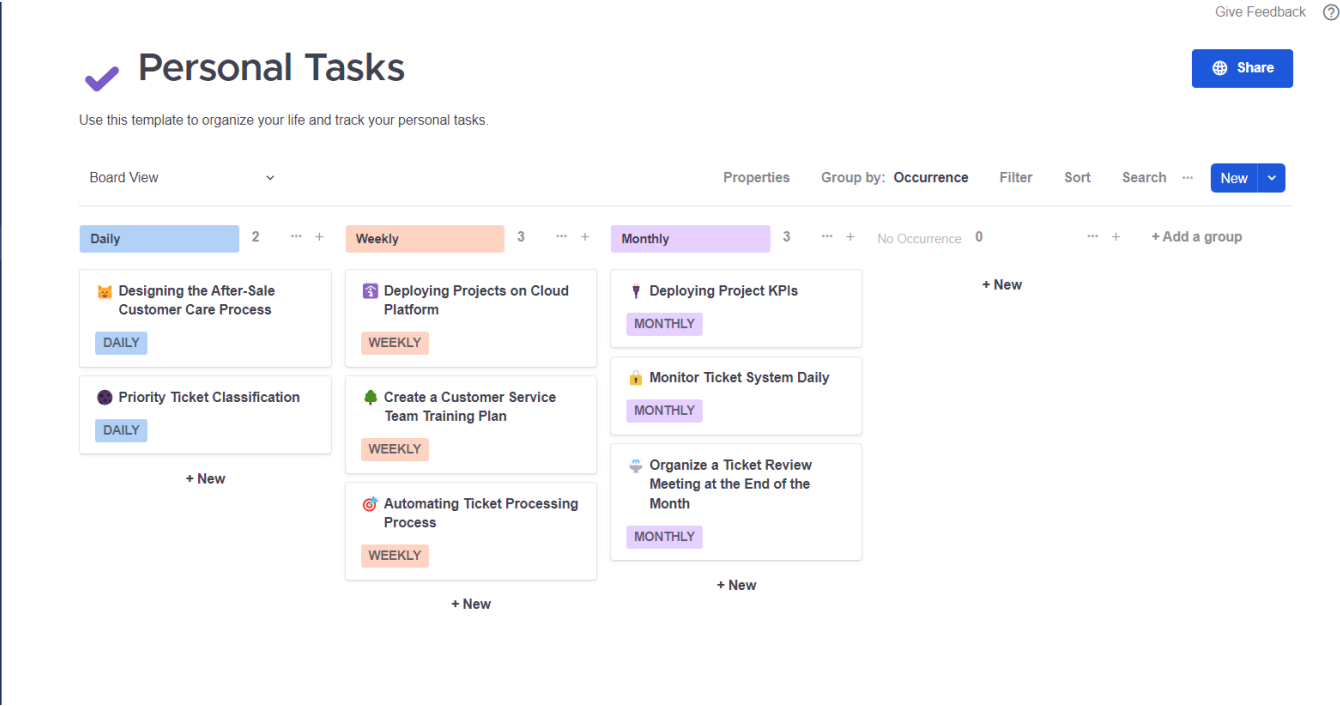 Give Feedback
Personal Tasks
Share
Use this template to organize your life and track your personal tasks.
Board View
Properties Group by: Occurrence Filter Sort Search ... New
Daily 2 ... +
Weekly 3 ... +
Monthly 3 ... +
No Occurrence 0 ... +
+ Add a group
Designing the After-Sale
Customer Care Process
DAILY
Priority Ticket Classification
DAILY
+ New
Deploying Projects on Cloud
Platform
WEEKLY
Create a Customer Service
Team Training Plan
WEEKLY
Automating Ticket Processing
Process
WEEKLY
+ New
Deploying Project KPIs
MONTHLY
Monitor Ticket System Daily
MONTHLY
Organize a Ticket Review
Meeting at the End of the
Month
MONTHLY
+ New
+ New